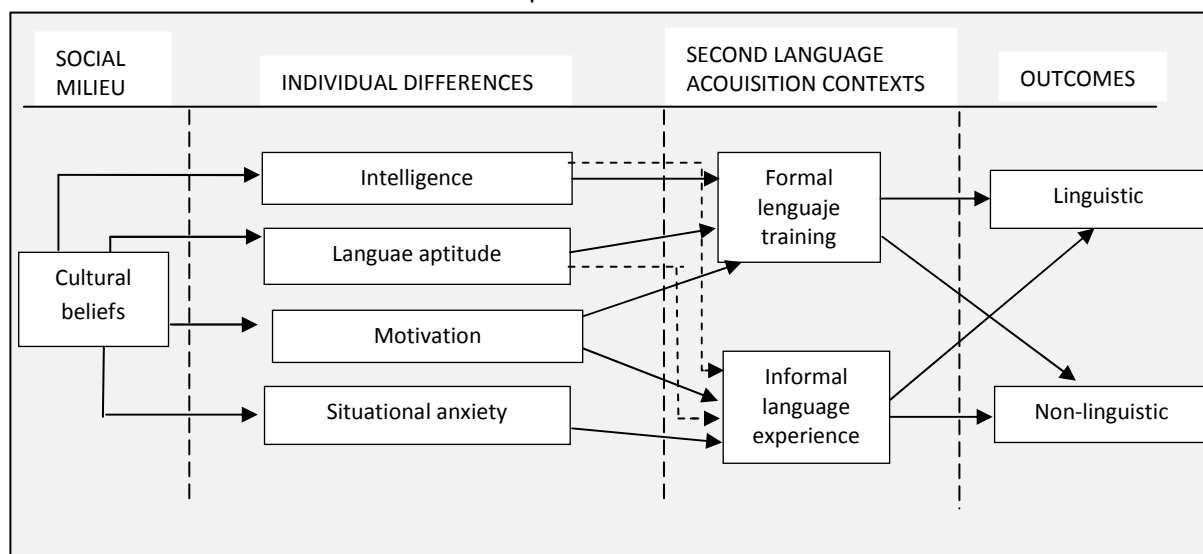 SOCIAL
MILIEU
INDIVIDUAL DIFFERENCES
SECOND LANGUAGE
ACOUISITION CONTEXTS
OUTCOMES
Intelligence
Languae aptitude
Motivation
Situational anxiety
Cultural
beliefs
Formal
lenguaje
training
Informal
language
experience
Linguistic
Non-linguistic